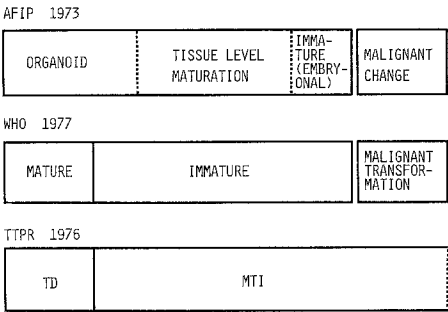 AFIP 1973
ORGANOID
TISSUE LEVEL
MATURATION
IMMA-
TURE
(EMBRY-
ONAL)
MALIGNANT
CHANGE
WHO 1977
MATURE
IMMATURE
MALIGNANT
TRANSFOR-
MATION
TTPR 1976
TD
MTI